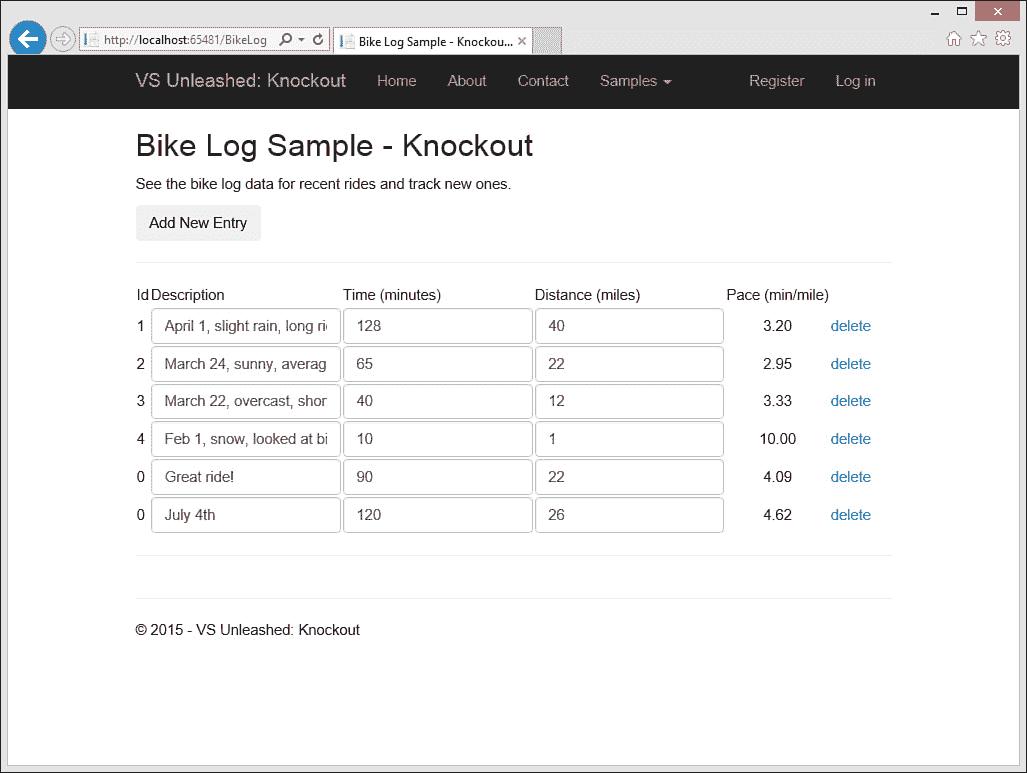 http://localhost:65481/BikeLog
Bike Log Sample - Knockou...
VS Unleashed: Knockout Home About Contact Samples Register Log in
Bike Log Sample - Knockout
See the bike log data for recent rides and track new ones.
Add New Entry
Id Description Time (minutes) Distance (miles) Pace (min/mile)
1 April 1, slight rain, long ri 128 40 3.20 delete
2 March 24, sunny, averag 65 22 2.95 delete
3 March 22, overcast, shor 40 12 3.33 delete
4 Feb 1, snow, looked at bi 10 1 10.00 delete
0 Great ride! 90 22 4.09 delete
0 July 4th 120 26 4.62 delete
© 2015 - VS Unleashed: Knockout